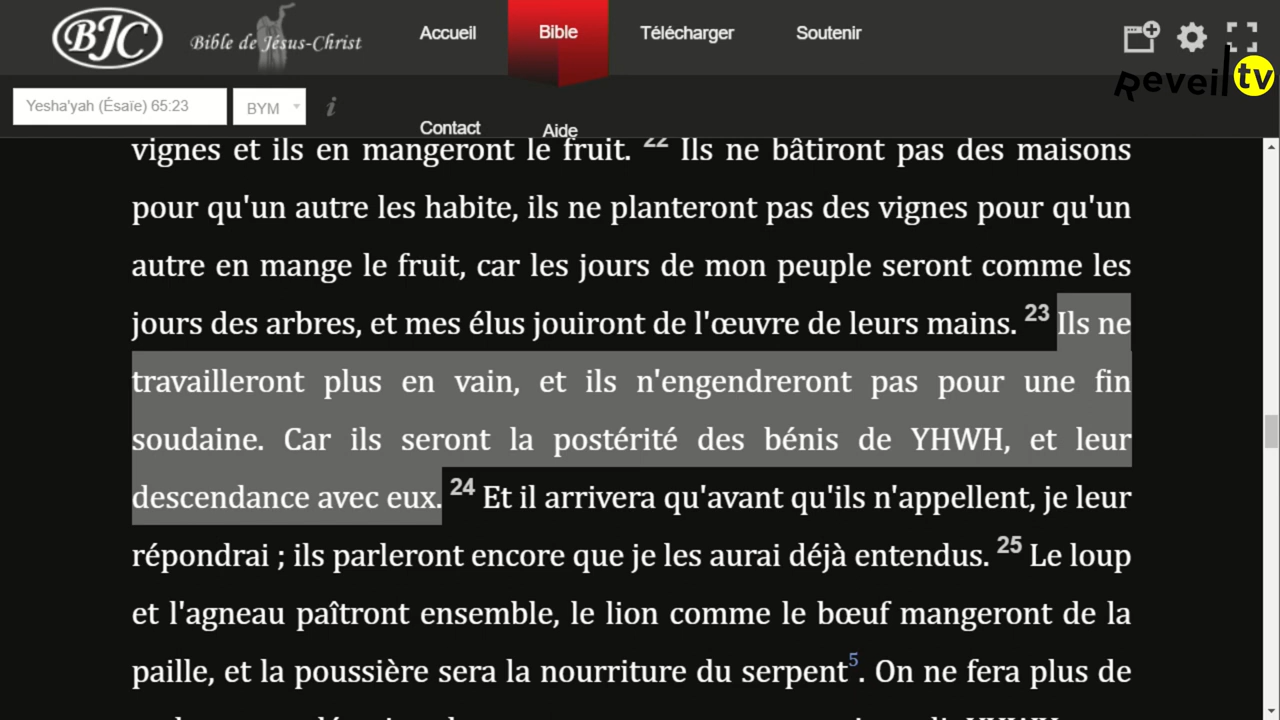 BJC
Bible de Jésus-Christ
Accueil
Bible
Télécharger
Soutenir
Reveil tv
Yesha'yah (Ésaïe) 65:23
BYM
i
Contact
Aide
vignes et ils en mangeront le fruit. 22 Ils ne bâtiront pas des maisons
pour qu'un autre les habite, ils ne planteront pas des vignes pour qu'un
autre en mange le fruit, car les jours de mon peuple seront comme les
jours des arbres, et mes élus jouiront de l'œuvre de leurs mains. 23 Ils ne
travailleront plus en vain, et ils n'engendreront pas pour une fin
soudaine. Car ils seront la postérité des bénis de YHWH, et leur
descendance avec eux. 24 Et il arrivera qu'avant qu'ils n'appellent, je leur
répondrai ; ils parleront encore que je les aurai déjà entendus. 25 Le loup
et l'agneau paîtront ensemble, le lion comme le bœuf mangeront de la
paille, et la poussière sera la nourriture du serpent5. On ne fera plus de